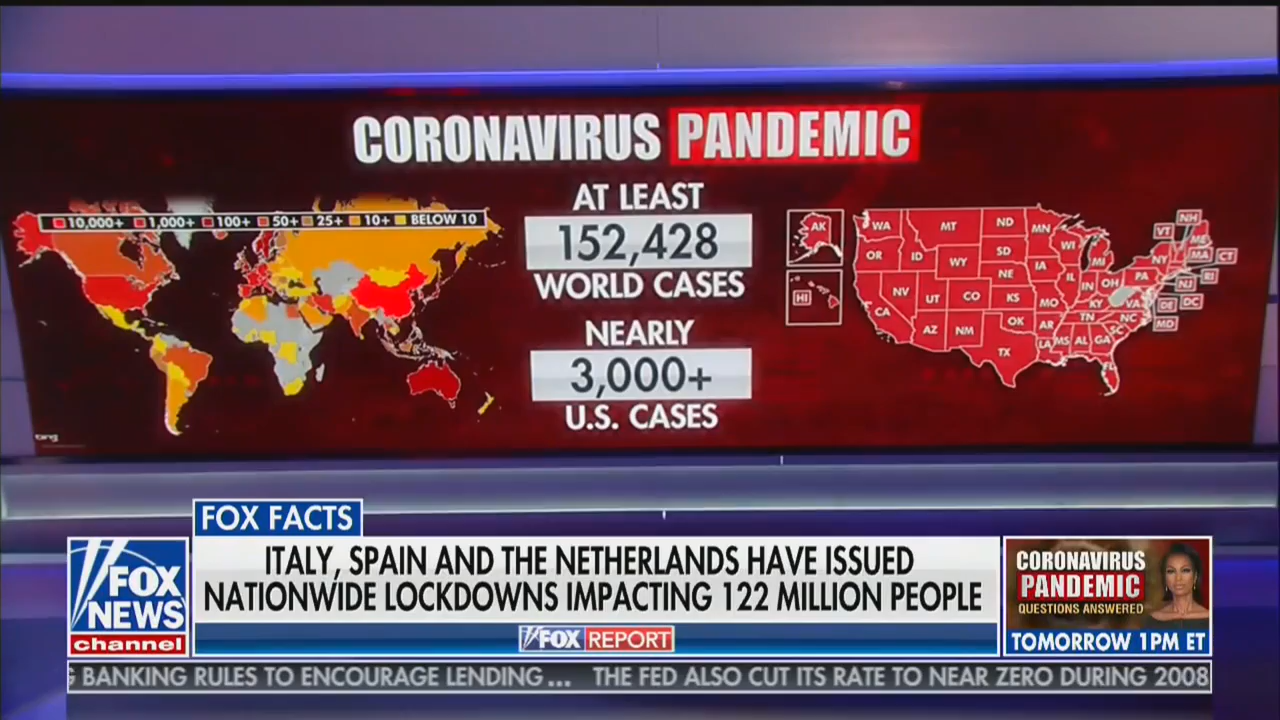 CORONAVIRUS PANDEMIC
10,000+ 1,000+ 100+ 50+ 25+ 10+ BELOW 10
AT LEAST
152,428
WORLD CASES
NEARLY
3,000+
U.S. CASES
bing
AK
HI
WA
MT
ND
MN
OR
ID
WY
SD
WI
MI
NE
IA
NV
UT
CO
KS
MO
IL
IN
OH
PA
NY
CA
AZ
NM
OK
AR
TX
LA
MS
AL
GA
SC
NC
TN
KY
VA
VT
NH
ME
MA
CT
RI
NJ
DE
DC
MD
FOX FACTS
ITALY, SPAIN AND THE NETHERLANDS HAVE ISSUED
NATIONWIDE LOCKDOWNS IMPACTING 122 MILLION PEOPLE
FOX
NEWS
channel
FOX REPORT
CORONAVIRUS
PANDEMIC
QUESTIONS ANSWERED
TOMORROW 1PM ET
BANKING RULES TO ENCOURAGE LENDING... THE FED ALSO CUT ITS RATE TO NEAR ZERO DURING 2008